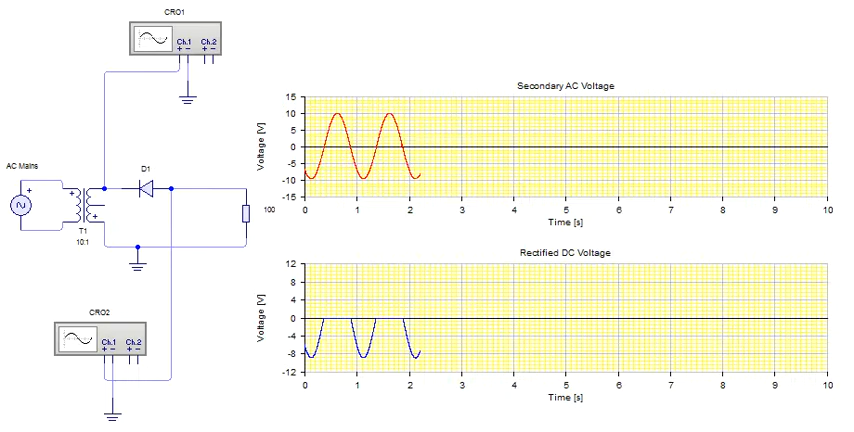 CRO1
Ch.1 Ch.2
+ − + −
AC Mains
+
D1
+
+
T1
10:1
100
CRO2
Ch.1 Ch.2
+ − + −
Secondary AC Voltage
Voltage [V]
15
10
5
0
-5
-10
-15
0 1 2 3 4 5 6 7 8 9 10
Time [s]
Rectified DC Voltage
Voltage [V]
12
8
4
0
-4
-8
-12
0 1 2 3 4 5 6 7 8 9 10
Time [s]